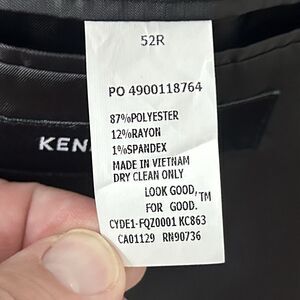 52R
PO 4900118764
87%POLYESTER
12%RAYON
1%SPANDEX
MADE IN VIETNAM
DRY CLEAN ONLY
LOOK GOOD,
FOR GOOD.™
CYDE1-FQZ0001 KC863
CA01129 RN90736
KEN